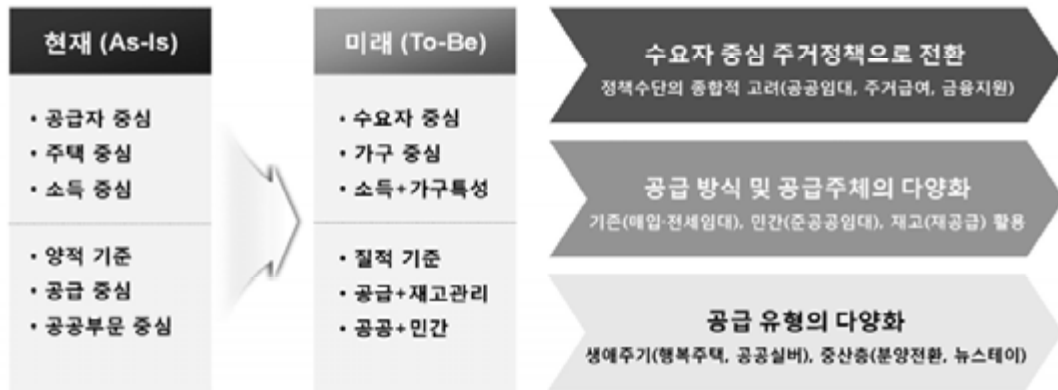 현재 (As-Is)
• 공급자 중심
• 주택 중심
• 소득 중심
• 양적 기준
• 공급 중심
• 공공부문 중심
미래 (To-Be)
• 수요자 중심
• 가구 중심
• 소득+가구특성
• 질적 기준
• 공급+재고관리
• 공공+민간
수요자 중심 주거정책으로 전환
정책수단의 종합적 고려(공공임대, 주거급여, 금융지원)
공급 방식 및 공급주체의 다양화
기존(매입·전세임대), 민간(준공공임대), 재고(재공급) 활용
공급 유형의 다양화
생애주기(행복주택, 공공실버), 중산층(분양전환, 뉴스테이)